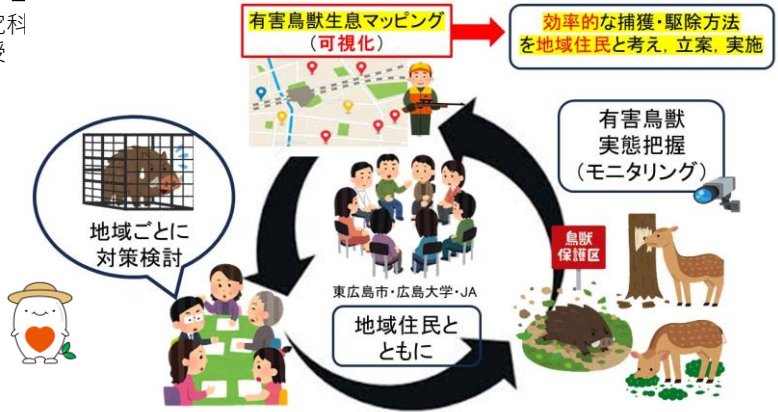 究科
有害鳥獣生息マッピング
（可視化）
効率的な捕獲・駆除方法
を地域住民と考え，立案，実施
有害鳥獣
実態把握
（モニタリング）
地域ごとに
対策検討
鳥獣
保護区
東広島市・広島大学・JA
地域住民と
ともに